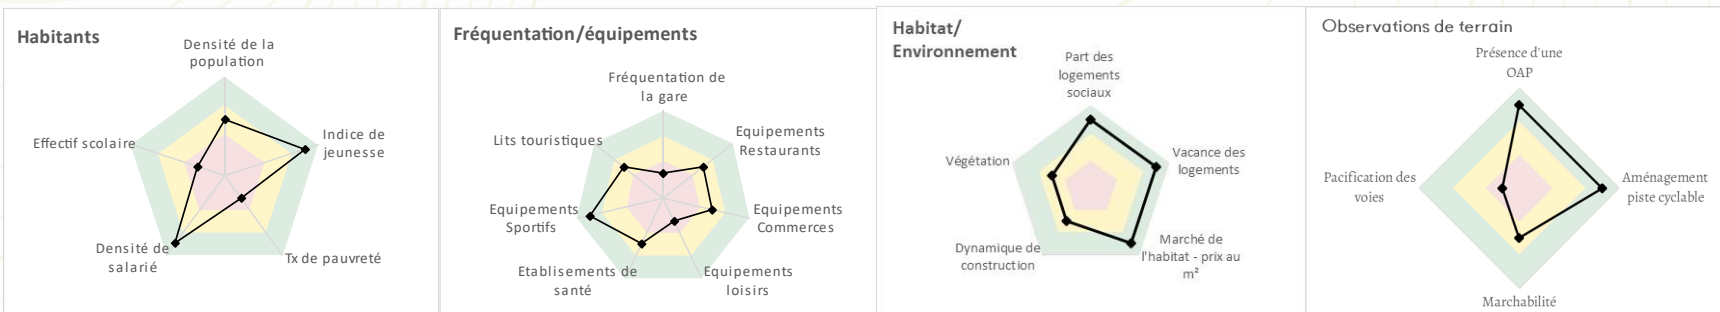 Habitants
Densité de la
population
Indice de
jeunesse
Tx de pauvreté
Densité de
salarié
Effectif scolaire
Fréquentation/équipements
Fréquentation de
la gare
Equipements
Restaurants
Equipements
Commerces
Equipements
loisirs
Etablisements de
santé
Equipements
Sportifs
Lits touristiques
Habitat/
Environnement
Part des
logements
sociaux
Vacance des
logements
Marché de
l'habitat - prix au
m²
Dynamique de
construction
Végétation
Observations de terrain
Présence d'une
OAP
Aménagement
piste cyclable
Marchabilité
Pacification des
voies